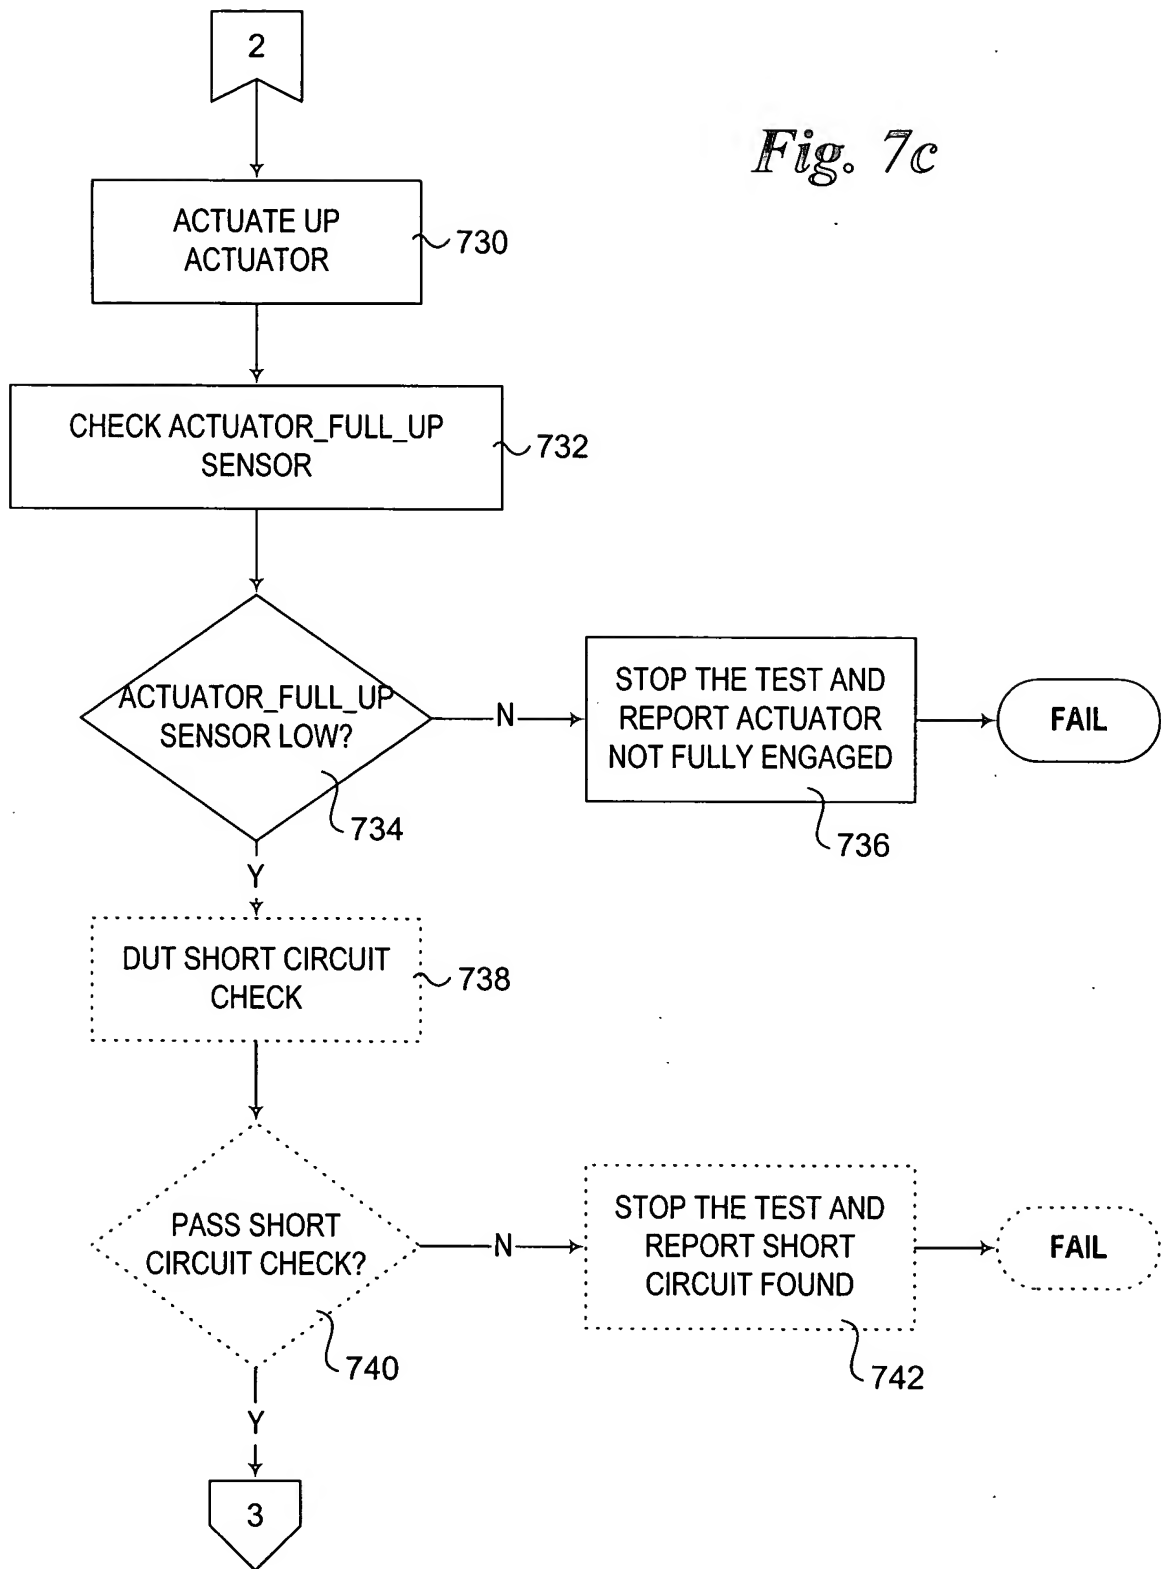 2
Fig. 7c
ACTUATE UP
ACTUATOR
730
CHECK ACTUATOR_FULL_UP
SENSOR
732
ACTUATOR_FULL_UP
SENSOR LOW?
734
N
STOP THE TEST AND
REPORT ACTUATOR
NOT FULLY ENGAGED
736
FAIL
Y
DUT SHORT CIRCUIT
CHECK
738
PASS SHORT
CIRCUIT CHECK?
740
N
STOP THE TEST AND
REPORT SHORT
CIRCUIT FOUND
742
FAIL
Y
3